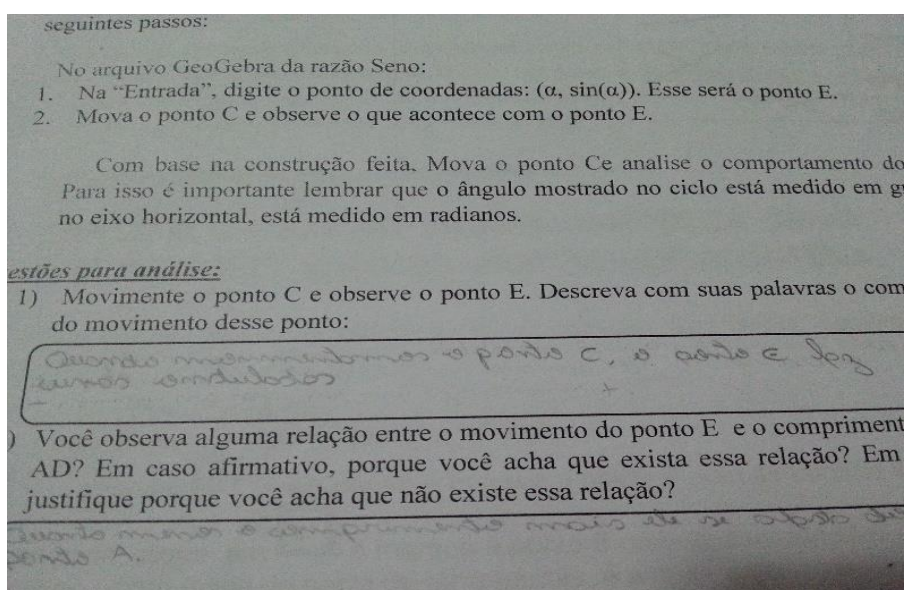 seguintes passos:
No arquivo GeoGebra da razão Seno:
1. Na “Entrada”, digite o ponto de coordenadas: (α, sin(α)). Esse será o ponto E.
2. Mova o ponto C e observe o que acontece com o ponto E.
Com base na construção feita, Mova o ponto Ce analise o comportamento do
Para isso é importante lembrar que o ângulo mostrado no ciclo está medido em g
no eixo horizontal, está medido em radianos.
estões para análise:
1) Movimente o ponto C e observe o ponto E. Descreva com suas palavras o com
do movimento desse ponto:
Quando movimentamos o ponto C, o ponto E faz
curvas onduladas
) Você observa alguma relação entre o movimento do ponto E e o compriment
AD? Em caso afirmativo, porque você acha que exista essa relação? Em
justifique porque você acha que não existe essa relação?
Quanto menor o comprimento mais ele se afasta do
ponto A.